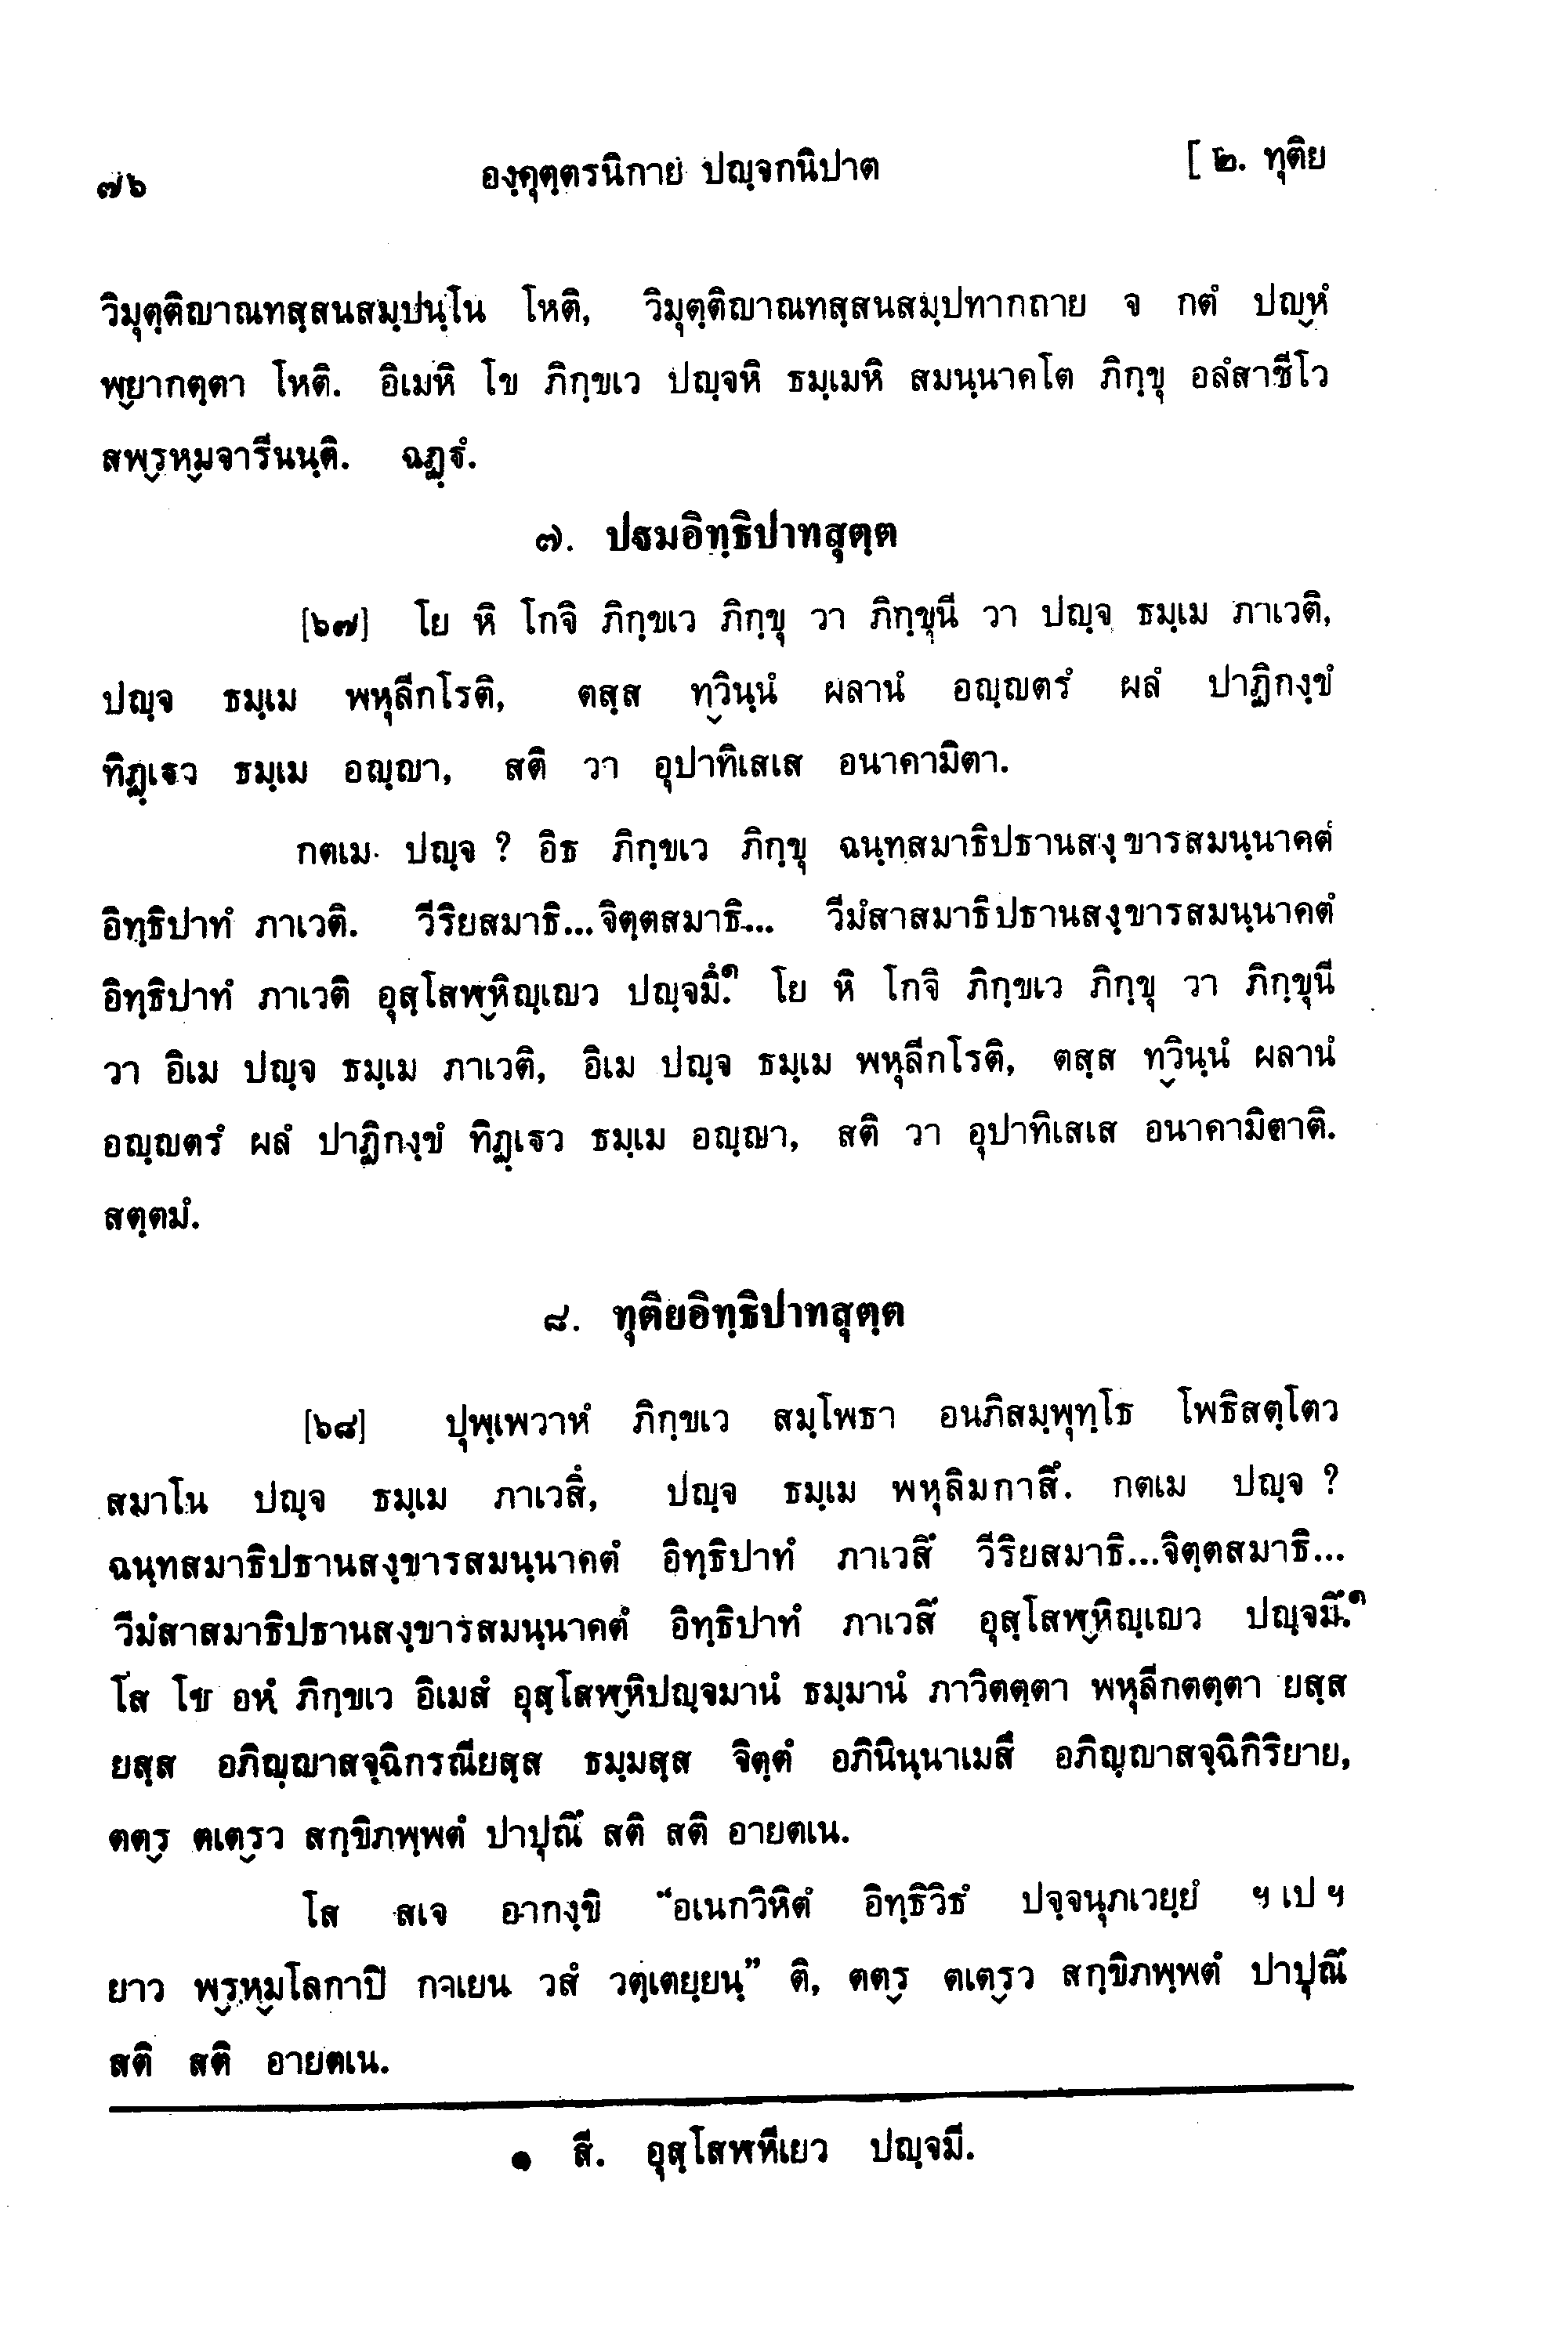 ๗๖ องฺคุตฺตรนิกาย ปญฺจกนิปาต [ ๒. ทุติย
วิมุตฺติญาณทสฺสนสมฺปนฺโน โหติ, วิมุตฺติญาณทสฺสนสมฺปทากถาย จ กตํ ปญฺ๎หํ
พ๎ยากตฺตา โหติ. อิเมหิ โข ภิกฺขเว ปญฺจหิ ธมฺเมหิ สมนฺนาคโต ภิกฺขุ อลํสาชีโว
สพ๎รหฺ๎มจารีนนฺติ. ฉฏฺฐํ.
๗. ปฐมอิทฺธิปาทสุตฺต
[๖๗] โย หิ โกจิ ภิกฺขเว ภิกฺขุ วา ภิกฺขุนี วา ปญฺจ ธมฺเม ภาเวติ,
ปญฺจ ธมฺเม พหุลีกโรติ, ตสฺส ท๎วินฺนํ ผลานํ อญฺญตรํ ผลํ ปาฏิกงฺขํ
ทิฏฺเฐว ธมฺเม อญฺญา, สติ วา อุปาทิเสเส อนาคามิตา.
กตเม ปญฺจ ? อิธ ภิกฺขเว ภิกฺขุ ฉนฺทสมาธิปธานสงฺขารสมนฺนาคตํ
อิทฺธิปาทํ ภาเวติ. วีริยสมาธิ...จิตฺตสมาธิ... วีมํสาสมาธิปธานสงฺขารสมนฺนาคตํ
อิทฺธิปาทํ ภาเวติ อุสฺโสฬ๎หิญฺเญว ปญฺจมึ.๑ โย หิ โกจิ ภิกฺขเว ภิกฺขุ วา ภิกฺขุนี
วา อิเม ปญฺจ ธมฺเม ภาเวติ, อิเม ปญฺจ ธมฺเม พหุลีกโรติ, ตสฺส ท๎วินฺนํ ผลานํ
อญฺญตรํ ผลํ ปาฏิกงฺขํ ทิฏฺเฐว ธมฺเม อญฺญา, สติ วา อุปาทิเสเส อนาคามิตาติ.
สตฺตมํ.
๘. ทุติยอิทฺธิปาทสุตฺต
[๖๘] ปุพฺเพวาหํ ภิกฺขเว สมฺโพธา อนภิสมฺพุทฺโธ โพธิสตฺโตว
สมาโน ปญฺจ ธมฺเม ภาเวสึ, ปญฺจ ธมฺเม พหุลิมกาสึ. กตเม ปญฺจ ?
ฉนฺทสมาธิปธานสงฺขารสมนฺนาคตํ อิทฺธิปาทํ ภาเวสึ วีริยสมาธิ...จิตฺตสมาธิ...
วีมํสาสมาธิปธานสงฺขารสมนฺนาคตํ อิทฺธิปาทํ ภาเวสึ อุสฺโสฬ๎หิญฺเญว ปญฺจมึ.๑
โส โข อหํ ภิกฺขเว อิเมสํ อุสฺโสฬ๎หิปญฺจมานํ ธมฺมานํ ภาวิตตฺตา พหุลีกตตฺตา ยสฺส
ยสฺส อภิญฺญาสจฺฉิกรณียสฺส ธมฺมสฺส จิตฺตํ อภินินฺนาเมสึ อภิญฺญาสจฺฉิกิริยาย,
ตต๎ร ตเต๎รว สกฺขิภพฺพตํ ปาปุณึ สติ สติ อายตเน.
โส สเจ อากงฺขึ “อเนกวิหิตํ อิทฺธิวิธํ ปจฺจนุภเวยฺยํ ฯ เป ฯ
ยาว พ๎รหฺ๎มโลกาปิ กาเยน วสํ วตฺเตยฺยนฺ” ติ, ตต๎ร ตเต๎รว สกฺขิภพฺพตํ ปาปุณึ
สติ สติ อายตเน.
๑ สี. อุสฺโสฬหีเยว ปญฺจมี.